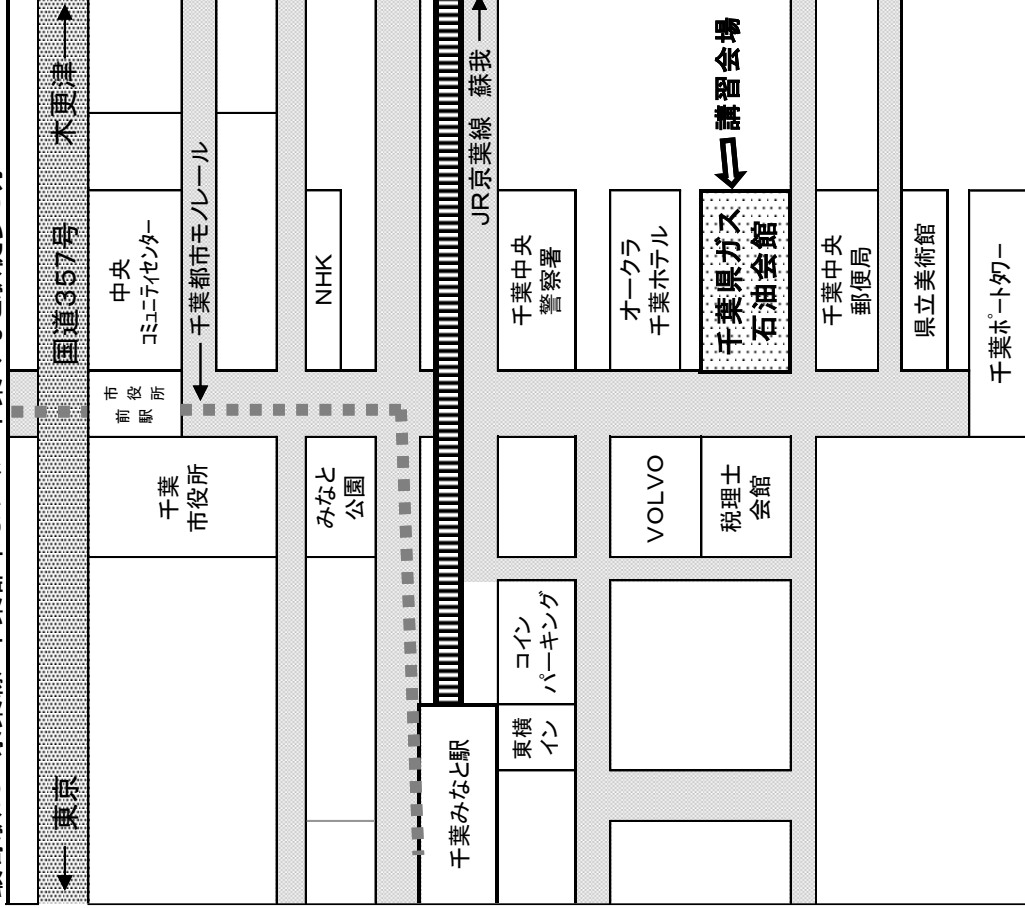 ← 東京
国道357号
木更津 →
千葉
市役所
市役所
前駅
中央
コミュニティセンター
← 千葉都市モノレール
みなと
公園
NHK
千葉みなと駅
JR京葉線 蘇我 →
東横
イン
コイン
パーキング
千葉中央
警察署
VOLVO
オークラ
千葉ホテル
税理士
会館
千葉県ガス
石油会館
講習会場
千葉中央
郵便局
県立美術館
千葉ポートタワー